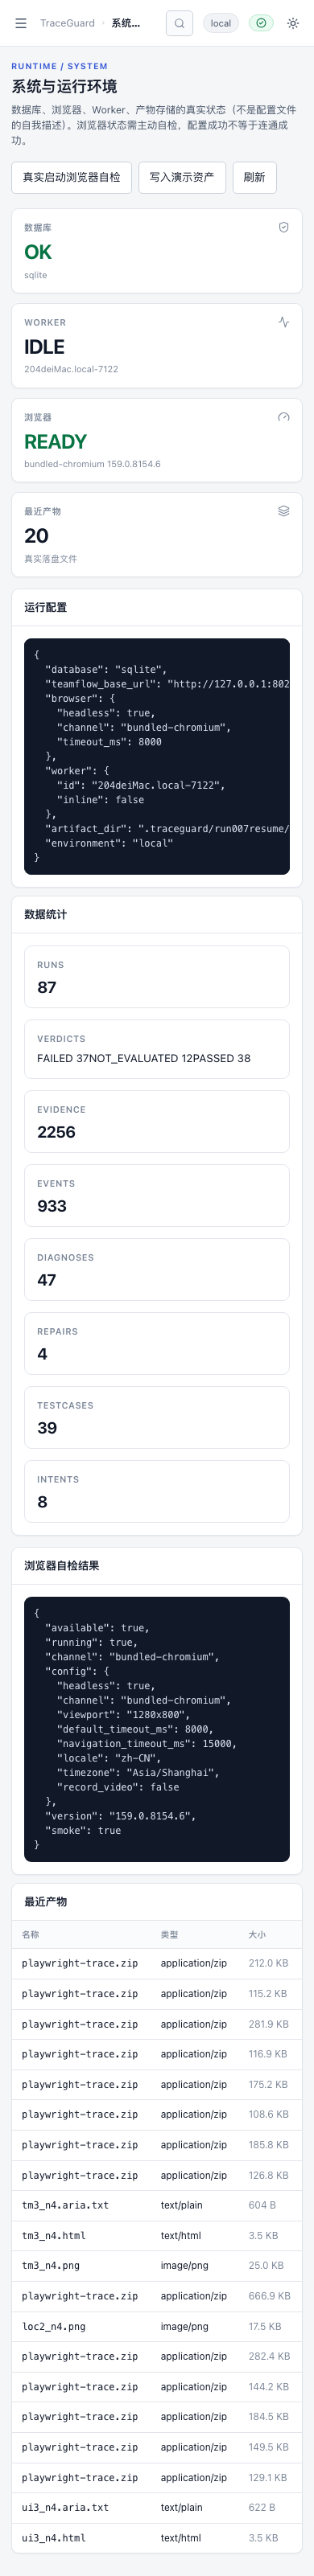 TraceGuard › 系统... local
RUNTIME / SYSTEM
系统与运行环境
数据库、浏览器、Worker、产物存储的真实状态（不是配置文件
的自我描述）。浏览器状态需主动自检，配置成功不等于连通成
功。
真实启动浏览器自检 写入演示资产 刷新
数据库
OK
sqlite
WORKER
IDLE
204deiMac.local-7122
浏览器
READY
bundled-chromium 159.0.8154.6
最近产物
20
真实落盘文件
运行配置
{
"database": "sqlite",
"teamflow_base_url": "http://127.0.0.1:802
"browser": {
"headless": true,
"channel": "bundled-chromium",
"timeout_ms": 8000
},
"worker": {
"id": "204deiMac.local-7122",
"inline": false
},
"artifact_dir": ".traceguard/run007resume/
"environment": "local"
}
数据统计
RUNS
87
VERDICTS
FAILED 37NOT_EVALUATED 12PASSED 38
EVIDENCE
2256
EVENTS
933
DIAGNOSES
47
REPAIRS
4
TESTCASES
39
INTENTS
8
浏览器自检结果
{
"available": true,
"running": true,
"channel": "bundled-chromium",
"config": {
"headless": true,
"channel": "bundled-chromium",
"viewport": "1280x800",
"default_timeout_ms": 8000,
"navigation_timeout_ms": 15000,
"locale": "zh-CN",
"timezone": "Asia/Shanghai",
"record_video": false
},
"version": "159.0.8154.6",
"smoke": true
}
最近产物
名称 类型 大小
playwright-trace.zip application/zip 212.0 KB
playwright-trace.zip application/zip 115.2 KB
playwright-trace.zip application/zip 281.9 KB
playwright-trace.zip application/zip 116.9 KB
playwright-trace.zip application/zip 175.2 KB
playwright-trace.zip application/zip 108.6 KB
playwright-trace.zip application/zip 185.8 KB
playwright-trace.zip application/zip 126.8 KB
tm3_n4.aria.txt text/plain 604 B
tm3_n4.html text/html 3.5 KB
tm3_n4.png image/png 25.0 KB
playwright-trace.zip application/zip 666.9 KB
loc2_n4.png image/png 17.5 KB
playwright-trace.zip application/zip 282.4 KB
playwright-trace.zip application/zip 144.2 KB
playwright-trace.zip application/zip 184.5 KB
playwright-trace.zip application/zip 149.5 KB
playwright-trace.zip application/zip 129.1 KB
ui3_n4.aria.txt text/plain 622 B
ui3_n4.html text/html 3.5 KB